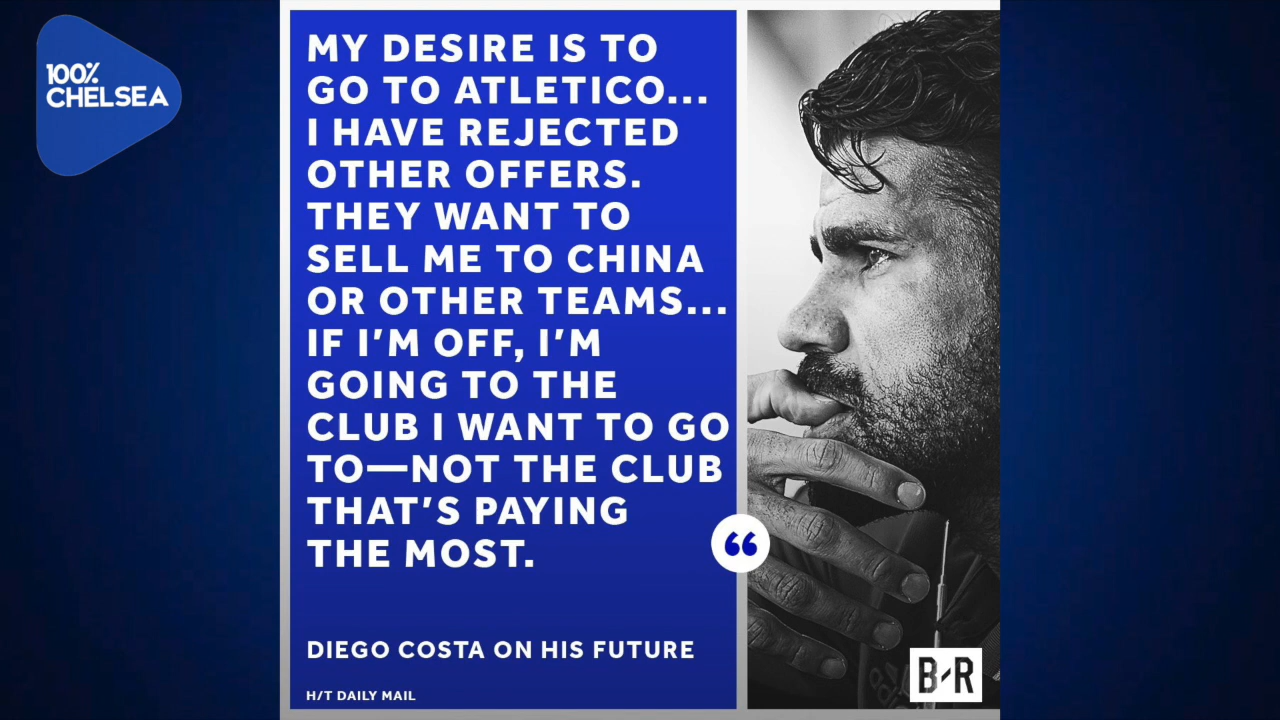 100%
CHELSEA
MY DESIRE IS TO
GO TO ATLETICO...
I HAVE REJECTED
OTHER OFFERS.
THEY WANT TO
SELL ME TO CHINA
OR OTHER TEAMS...
IF I'M OFF, I'M
GOING TO THE
CLUB I WANT TO GO
TO—NOT THE CLUB
THAT'S PAYING
THE MOST.
“
DIEGO COSTA ON HIS FUTURE
H/T DAILY MAIL
B-R